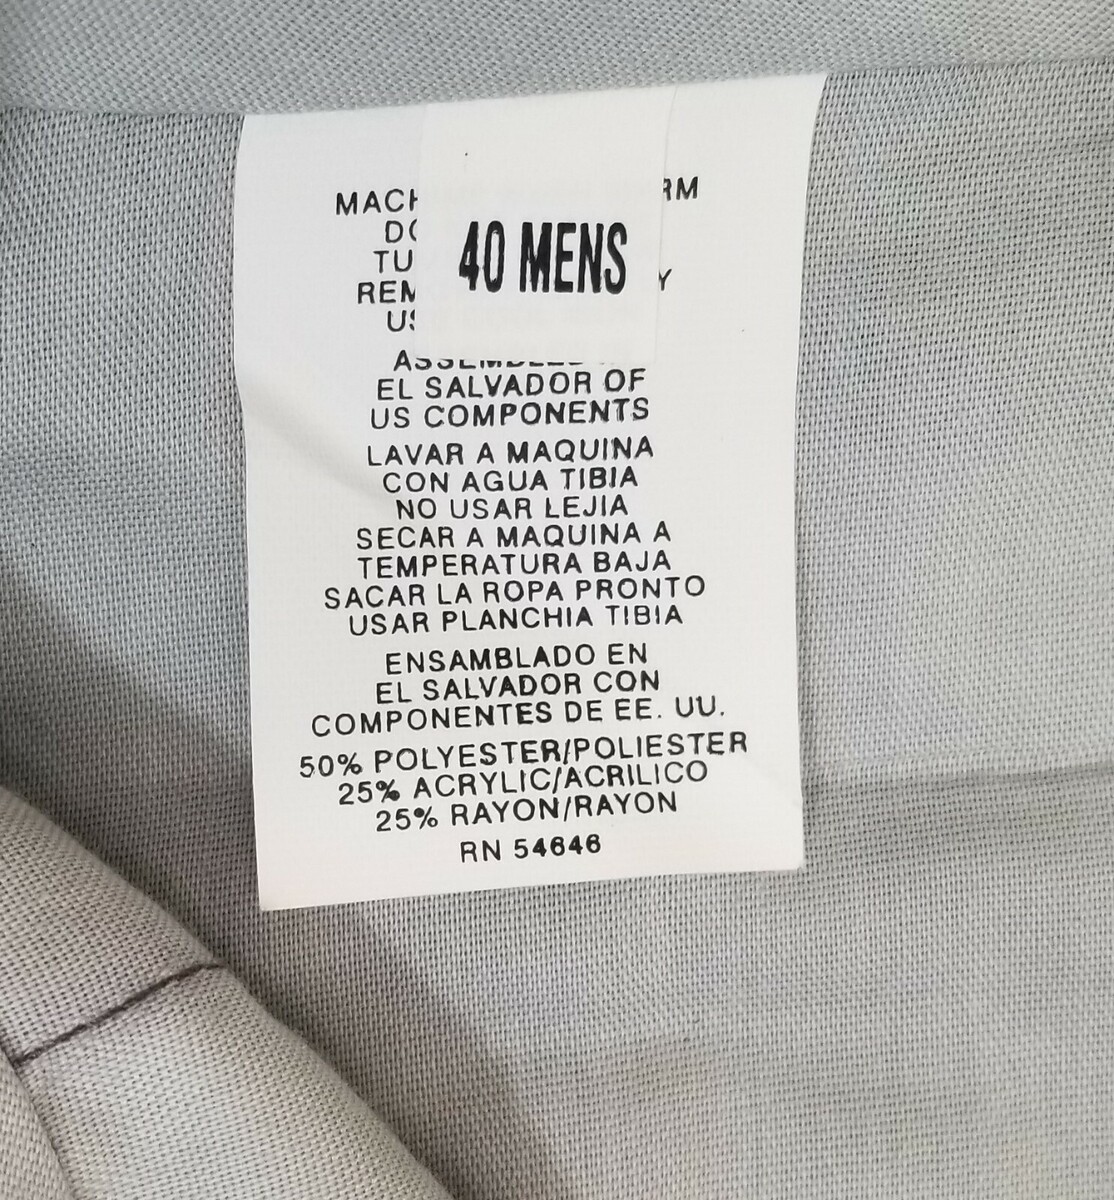 40 MENS
EL SALVADOR OF
US COMPONENTS
LAVAR A MAQUINA
CON AGUA TIBIA
NO USAR LEJIA
SECAR A MAQUINA A
TEMPERATURA BAJA
SACAR LA ROPA PRONTO
USAR PLANCHIA TIBIA
ENSAMBLADO EN
EL SALVADOR CON
COMPONENTES DE EE. UU.
50% POLYESTER/POLIESTER
25% ACRYLIC/ACRILICO
25% RAYON/RAYON
RN 54646